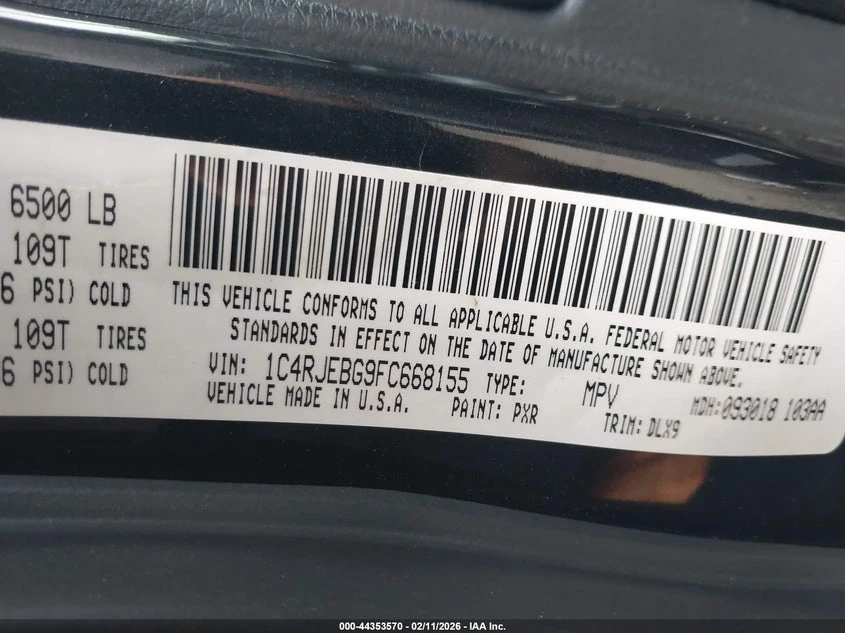 6500 LB
109T TIRES
6 PSI) COLD
109T TIRES
6 PSI) COLD
THIS VEHICLE CONFORMS TO ALL APPLICABLE U.S.A. FEDERAL MOTOR VEHICLE SAFETY
STANDARDS IN EFFECT ON THE DATE OF MANUFACTURE SHOWN ABOVE.
VIN: 1C4RJEBG9FC668155 TYPE: MPV MDH:093018 103AA
VEHICLE MADE IN U.S.A. PAINT: PXR TRIM: DLX9
000-44353570 - 02/11/2026 - IAA Inc.